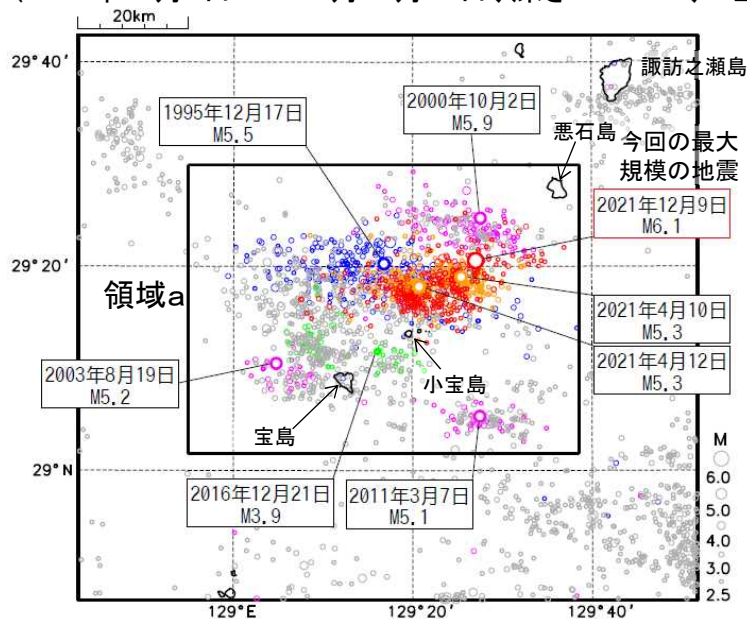 20km
29°40′
諏訪之瀬島
1995年12月17日
M5.5
2000年10月2日
M5.9
悪石島
今回の最大
規模の地震
2021年12月9日
M6.1
29°20′
領域a
2021年4月10日
M5.3
2021年4月12日
M5.3
2003年8月19日
M5.2
小宝島
宝島
29°N
2016年12月21日
M3.9
2011年3月7日
M5.1
M
6.0
5.0
4.0
3.0
2.5
129°E
129°20′
129°40′